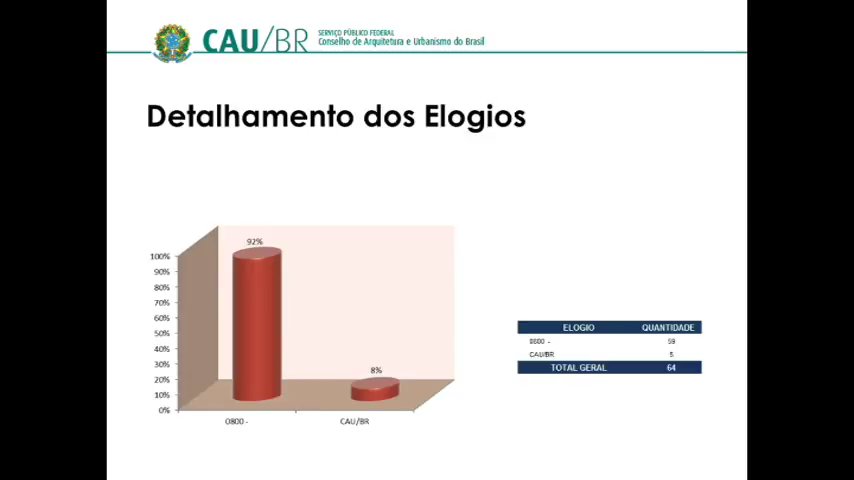 CAU/BR
SERVIÇO PÚBLICO FEDERAL
Conselho de Arquitetura e Urbanismo do Brasil
Detalhamento dos Elogios
92%
8%
100%
90%
80%
70%
60%
50%
40%
30%
20%
10%
0%
0800 -
CAU/BR
ELOGIO QUANTIDADE
0800 - 59
CAU/BR 5
TOTAL GERAL 64